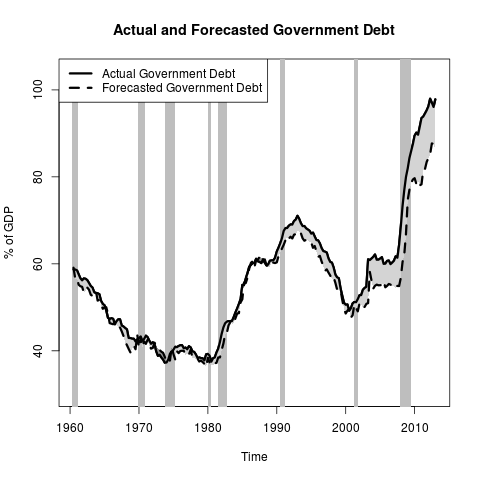 Actual and Forecasted Government Debt
Actual Government Debt
Forecasted Government Debt
% of GDP
100
80
60
40
1960 1970 1980 1990 2000 2010
Time